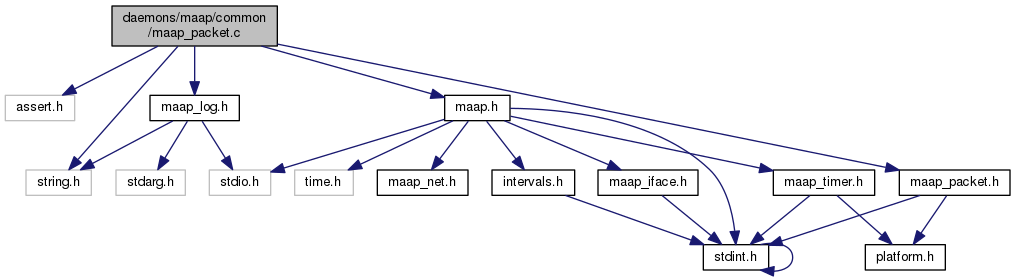 daemons/maap/common
/maap_packet.c
assert.h
maap_log.h
maap.h
string.h
stdarg.h
stdio.h
time.h
maap_net.h
intervals.h
maap_iface.h
maap_timer.h
maap_packet.h
stdint.h
platform.h